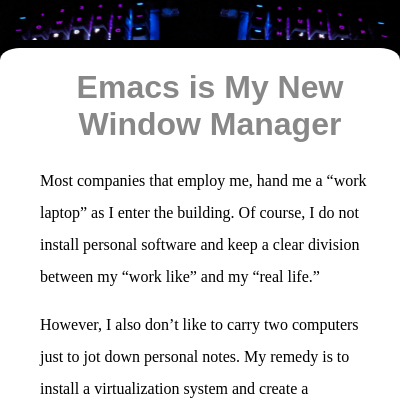 Emacs is My New
Window Manager
Most companies that employ me, hand me a “work
laptop” as I enter the building. Of course, I do not
install personal software and keep a clear division
between my “work like” and my “real life.”
However, I also don’t like to carry two computers
just to jot down personal notes. My remedy is to
install a virtualization system and create a